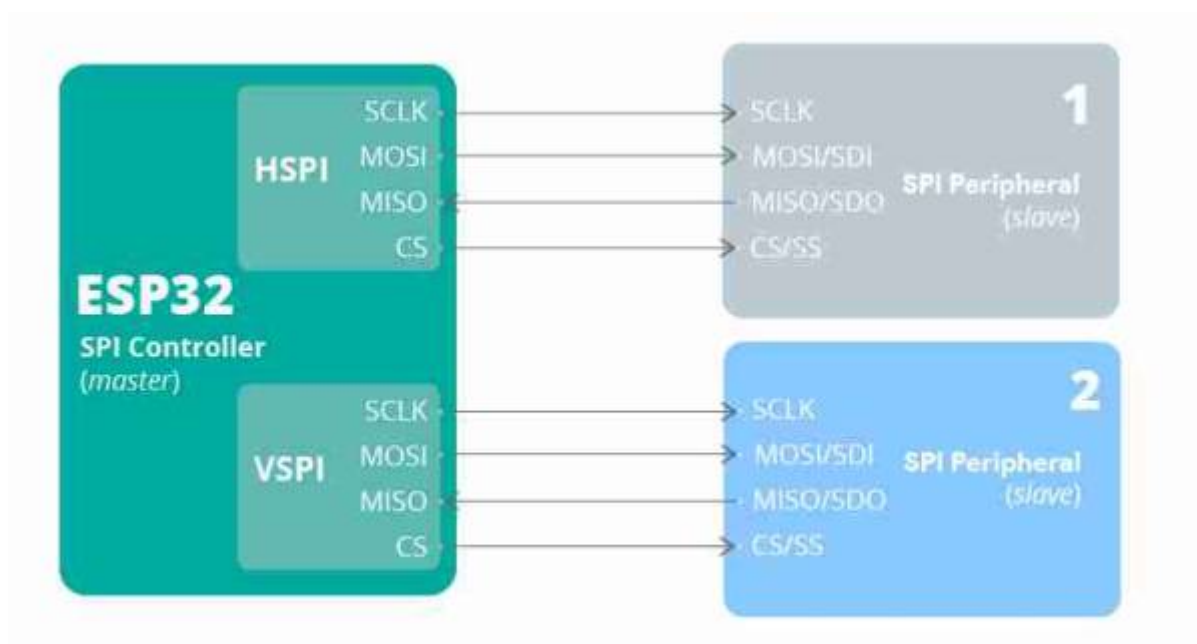 SCLK
MOSI
HSPI
MISO
CS
ESP32
SPI Controller
(master)
SCLK
MOSI
VSPI
MISO
CS
1
SCLK
MOSI/SDI
SPI Peripheral
MISO/SDO
(slave)
CS/SS
2
SCLK
MOSI/SDI
SPI Peripheral
MISO/SDO
(slave)
CS/SS